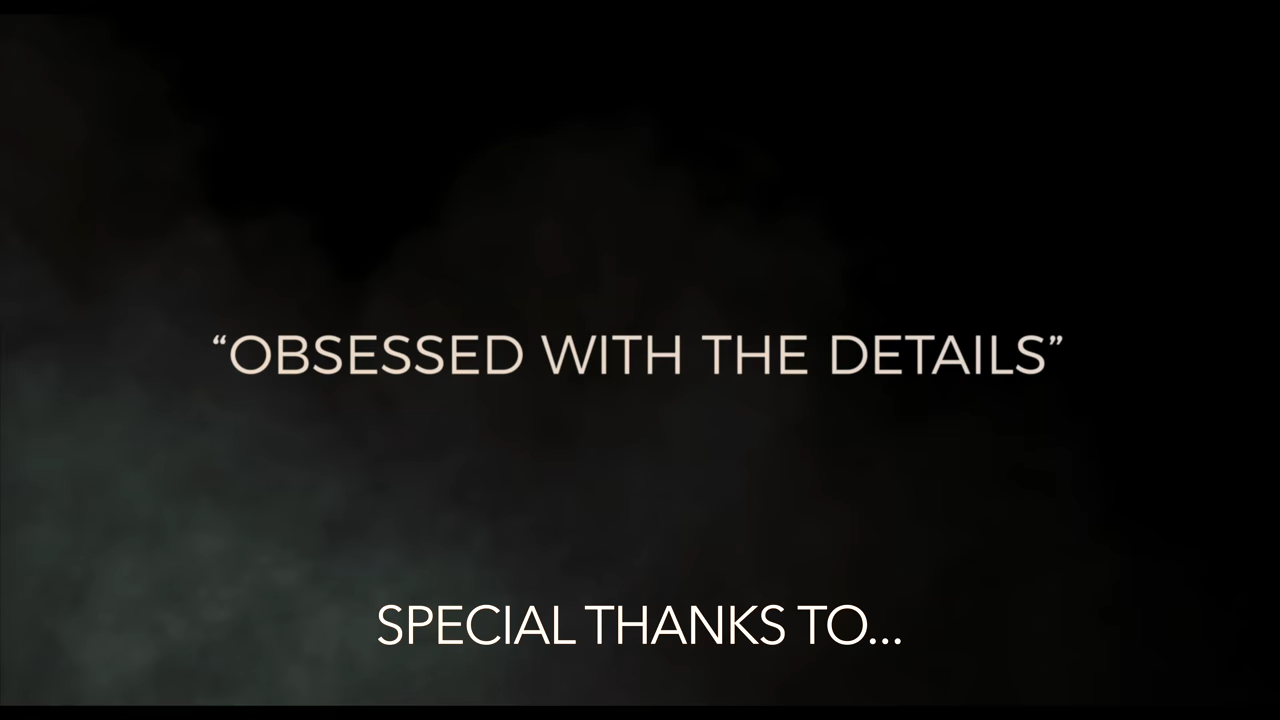 “OBSESSED WITH THE DETAILS”
SPECIAL THANKS TO...